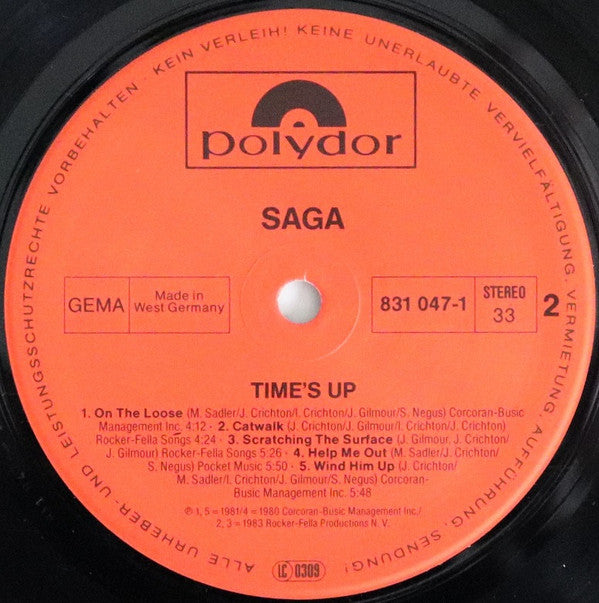 ALLE URHEBER- UND LEISTUNGSSCHUTZRECHTE VORBEHALTEN · KEIN VERLEIH! KEINE UNERLAUBTE VERVIELFÄLTIGUNG, VERMIETUNG, AUFFÜHRUNG, SENDUNG!
polydor
SAGA
GEMA
Made in
West Germany
831 047-1
STEREO
33
2
TIME'S UP
1. On The Loose (M. Sadler/J. Crichton/I. Crichton/J. Gilmour/S. Negus) Corcoran-Busic
Management Inc. 4:12 · 2. Catwalk (I. Crichton/J. Gilmour/I. Crichton/J. Crichton)
Rocker-Fella Songs 4:24 · 3. Scratching The Surface (J. Gilmour, J. Crichton/
J. Gilmour) Rocker-Fella Songs 5:26 · 4. Help Me Out (M. Sadler/J. Crichton/
S. Negus) Pocket Music 5:50 · 5. Wind Him Up (J. Crichton/
M. Sadler/I. Crichton/J. Gilmour/S. Negus) Corcoran-
Busic Management Inc. 5:48
℗ 1, 5 = 1981/4 = 1980 Corcoran-Busic Management Inc./
2, 3 = 1983 Rocker-Fella Productions N. V.
LC 0309